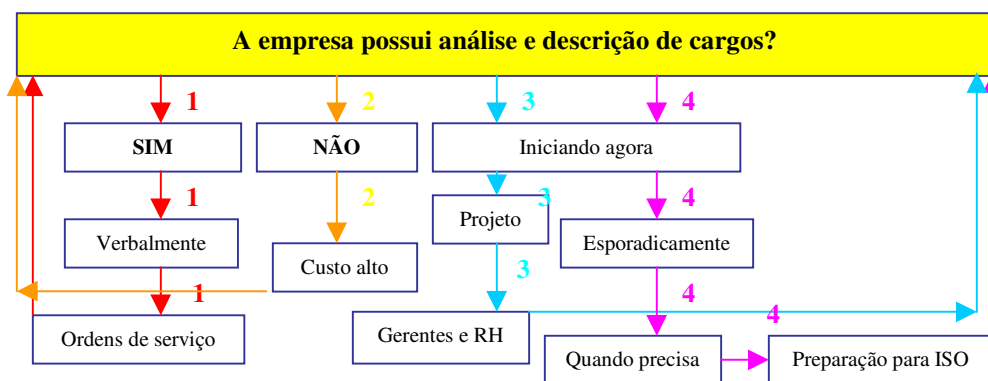 A empresa possui análise e descrição de cargos?
1
2
3
4
SIM
NÃO
Iniciando agora
1
2
3
4
Verbalmente
Custo alto
Projeto
Esporadicamente
1
3
4
4
Ordens de serviço
Gerentes e RH
Quando precisa
Preparação para ISO